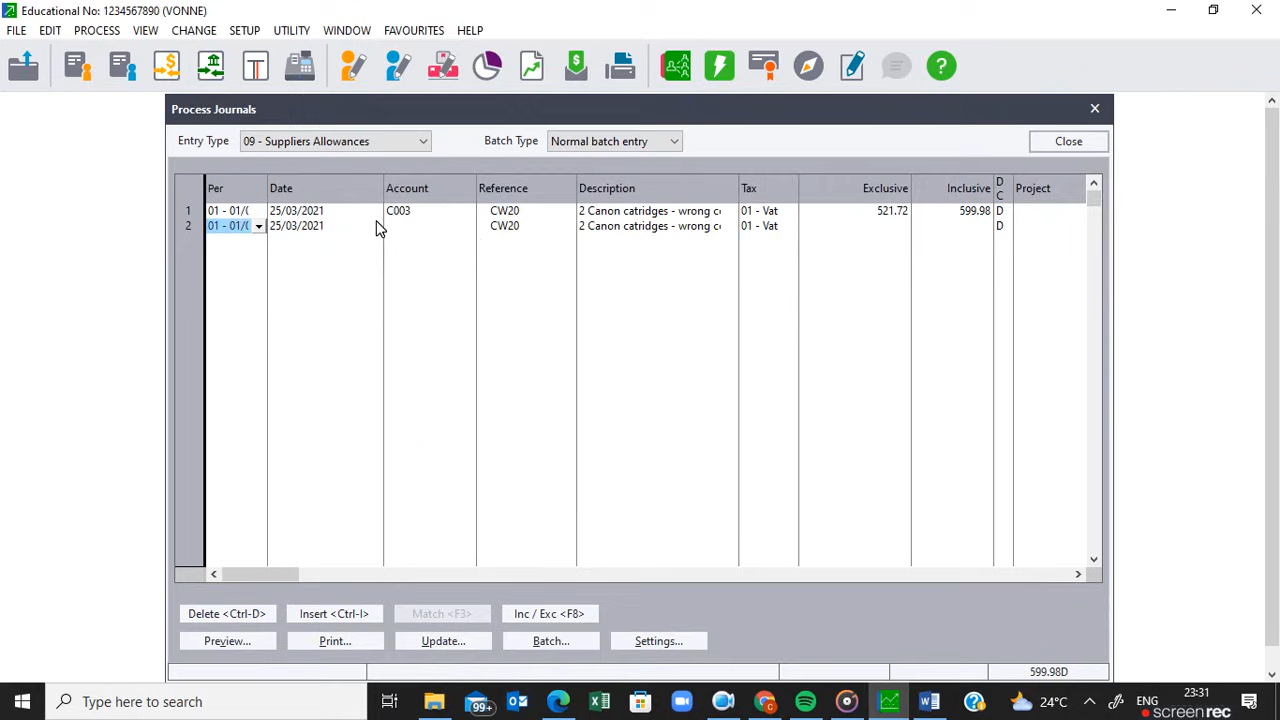 Educational No: 1234567890 (VONNE)
FILE EDIT PROCESS VIEW CHANGE SETUP UTILITY WINDOW FAVOURITES HELP
Process Journals
Entry Type 09 - Suppliers Allowances Batch Type Normal batch entry Close
Per Date Account Reference Description Tax Exclusive Inclusive D C Project
1 01 - 01/( 25/03/2021 C003 CW20 2 Canon catridges - wrong c 01 - Vat 521.72 599.98 D
2 01 - 01/( 25/03/2021 CW20 2 Canon catridges - wrong c 01 - Vat D
Delete <Ctrl-D> Insert <Ctrl-I> Match <F3> Inc / Exc <F8>
Preview... Print... Update... Batch... Settings...
599.98D
Type here to search 99+ 24°C ENG 23:31
SCREENREC